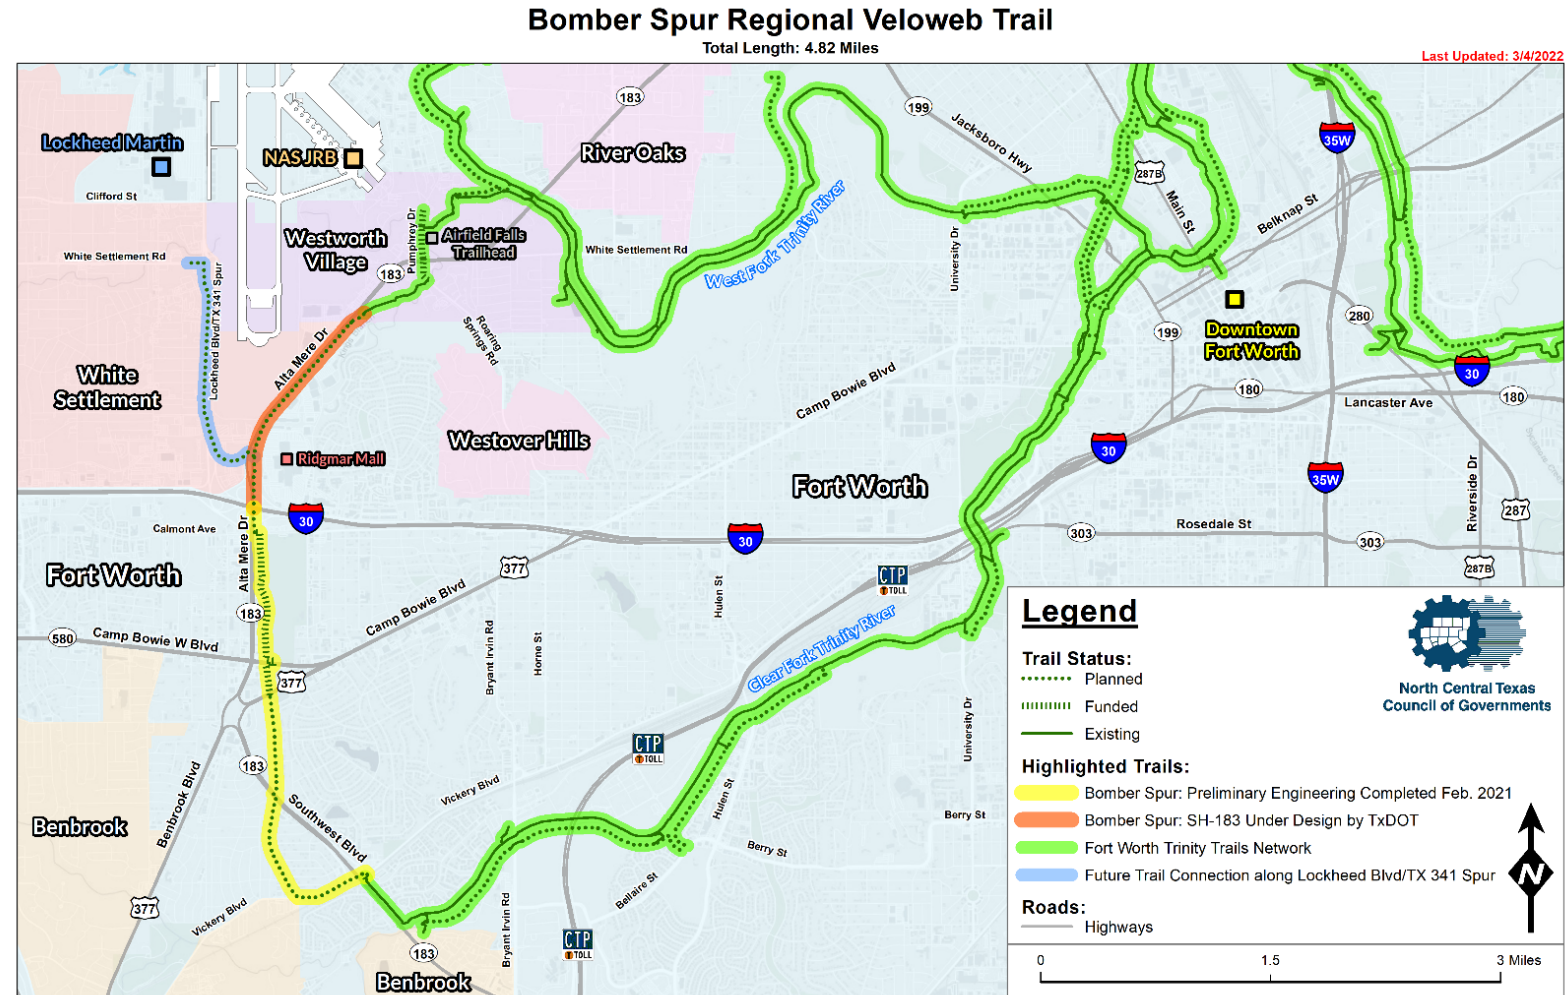 Bomber Spur Regional Veloweb Trail
Total Length: 4.82 Miles
Last Updated: 3/4/2022
183
199
Jacksboro Hwy
35W
Lockheed Martin
NAS JRB
River Oaks
287B
Main St
Clifford St
Belknap St
Westworth
Village
Pumphrey Dr
Airfield Falls
Trailhead
White Settlement Rd
White Settlement Rd
West Fork Trinity River
University Dr
183
Lockheed Blvd/TX 341 Spur
Downtown
Fort Worth
199
280
Roaring
Springs Rd
Alta Mere Dr
White
Settlement
Camp Bowie Blvd
30
180
Lancaster Ave
180
Westover Hills
Ridgmar Mall
30
35W
Fort Worth
Riverside Dr
287
30
Calmont Ave
Alta Mere Dr
30
303
Rosedale St
303
377
287B
Fort Worth
CTP
TOLL
Hulen St
183
Camp Bowie Blvd
580
Camp Bowie W Blvd
Bryant Irvin Rd
Horne St
Clear Fork Trinity River
377
University Dr
CTP
TOLL
183
Benbrook Blvd
Southwest Blvd
Vickery Blvd
Hulen St
Berry St
Benbrook
Berry St
Bellaire St
377
Vickery Blvd
Bryant Irvin Rd
CTP
TOLL
183
Benbrook
Legend
Trail Status:
Planned
Funded
Existing
North Central Texas
Council of Governments
Highlighted Trails:
Bomber Spur: Preliminary Engineering Completed Feb. 2021
Bomber Spur: SH-183 Under Design by TxDOT
Fort Worth Trinity Trails Network
Future Trail Connection along Lockheed Blvd/TX 341 Spur
N
Roads:
Highways
0 1.5 3 Miles